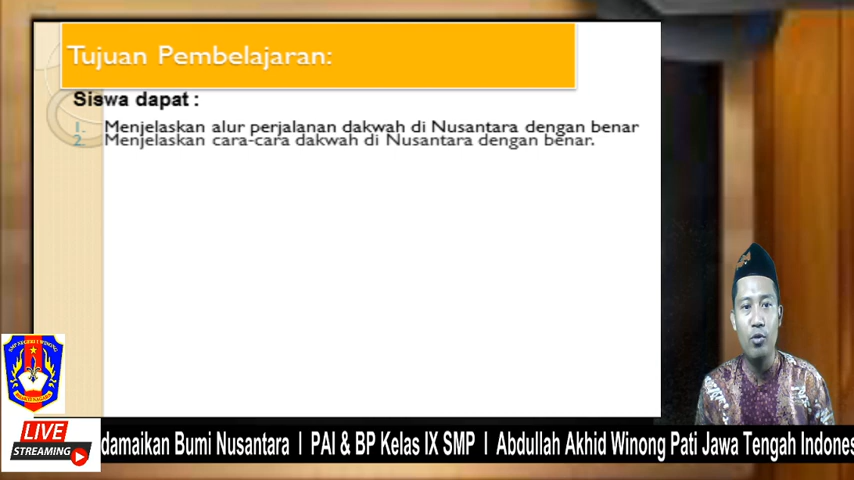 Tujuan Pembelajaran:
Siswa dapat :
1. Menjelaskan alur perjalanan dakwah di Nusantara dengan benar
2. Menjelaskan cara-cara dakwah di Nusantara dengan benar.
LIVE
STREAMING
damaikan Bumi Nusantara I PAI & BP Kelas IX SMP I Abdullah Akhid Winong Pati Jawa Tengah Indones